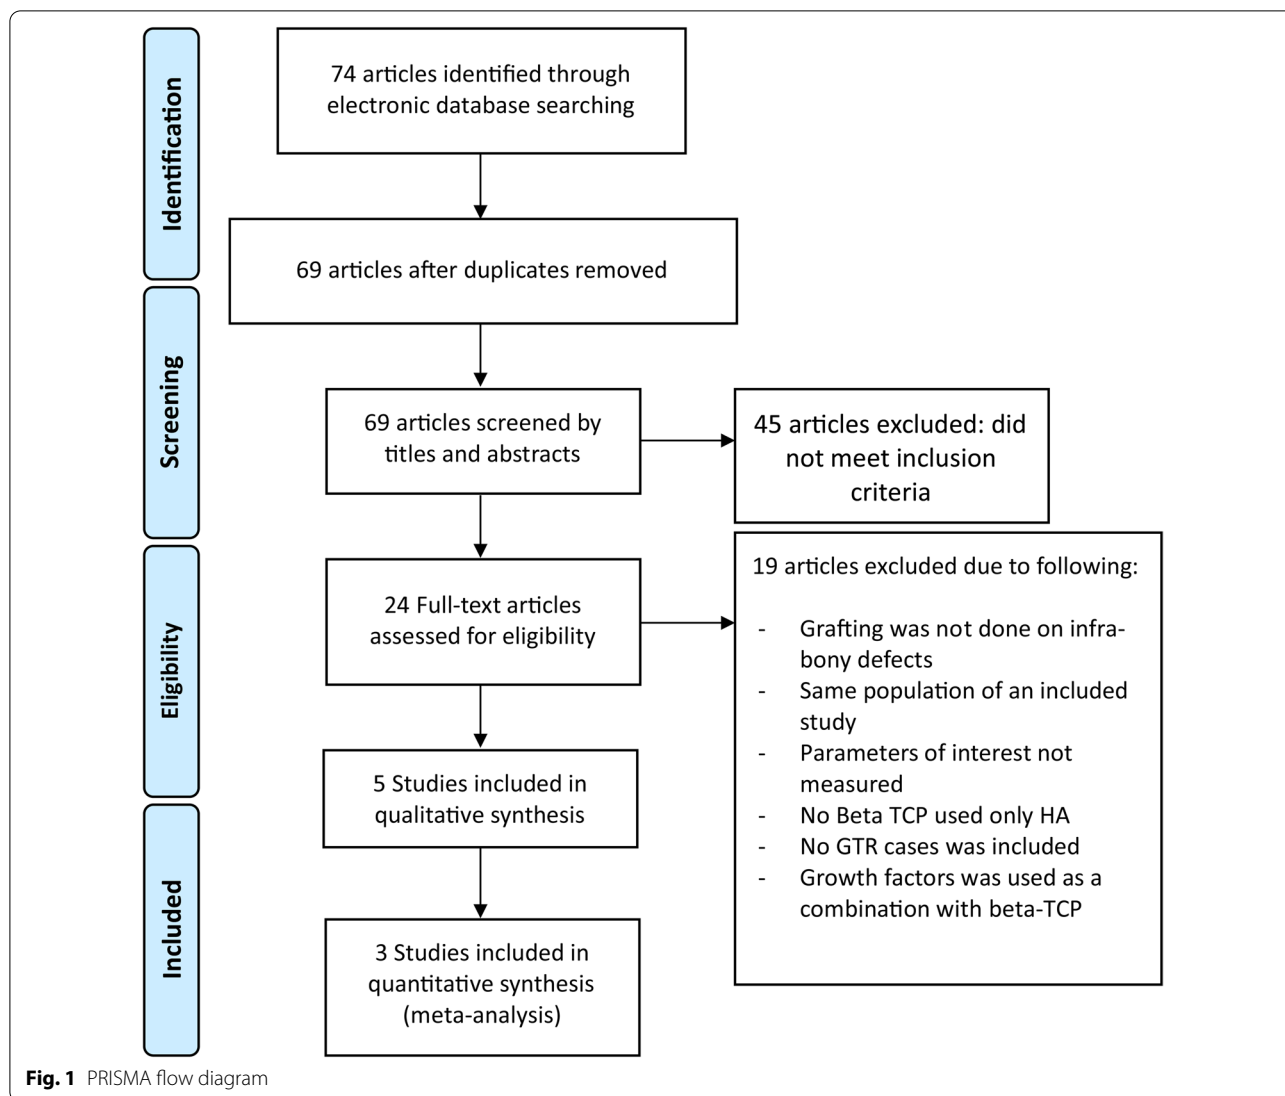 Identification
74 articles identified through
electronic database searching
69 articles after duplicates removed
Screening
69 articles screened by
titles and abstracts
45 articles excluded: did
not meet inclusion
criteria
Eligibility
24 Full-text articles
assessed for eligibility
19 articles excluded due to following:
- Grafting was not done on infra-
bony defects
- Same population of an included
study
- Parameters of interest not
measured
- No Beta TCP used only HA
- No GTR cases was included
- Growth factors was used as a
combination with beta-TCP
5 Studies included in
qualitative synthesis
Included
3 Studies included in
quantitative synthesis
(meta-analysis)
Fig. 1 PRISMA flow diagram